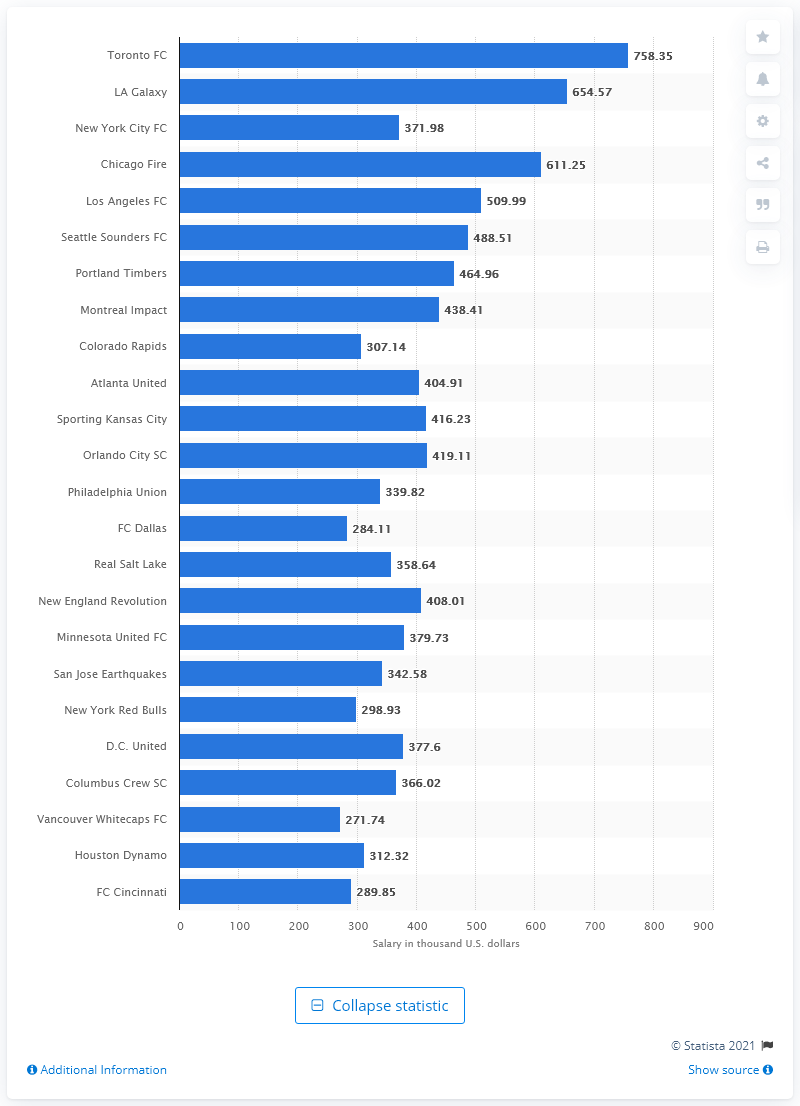 Toronto FC 758.35
LA Galaxy 654.57
New York City FC 371.98
Chicago Fire 611.25
Los Angeles FC 509.99
Seattle Sounders FC 488.51
Portland Timbers 464.96
Montreal Impact 438.41
Colorado Rapids 307.14
Atlanta United 404.91
Sporting Kansas City 416.23
Orlando City SC 419.11
Philadelphia Union 339.82
FC Dallas 284.11
Real Salt Lake 358.64
New England Revolution 408.01
Minnesota United FC 379.73
San Jose Earthquakes 342.58
New York Red Bulls 298.93
D.C. United 377.6
Columbus Crew SC 366.02
Vancouver Whitecaps FC 271.74
Houston Dynamo 312.32
FC Cincinnati 289.85
0 100 200 300 400 500 600 700 800 900
Salary in thousand U.S. dollars
Collapse statistic
© Statista 2021
Additional Information
Show source